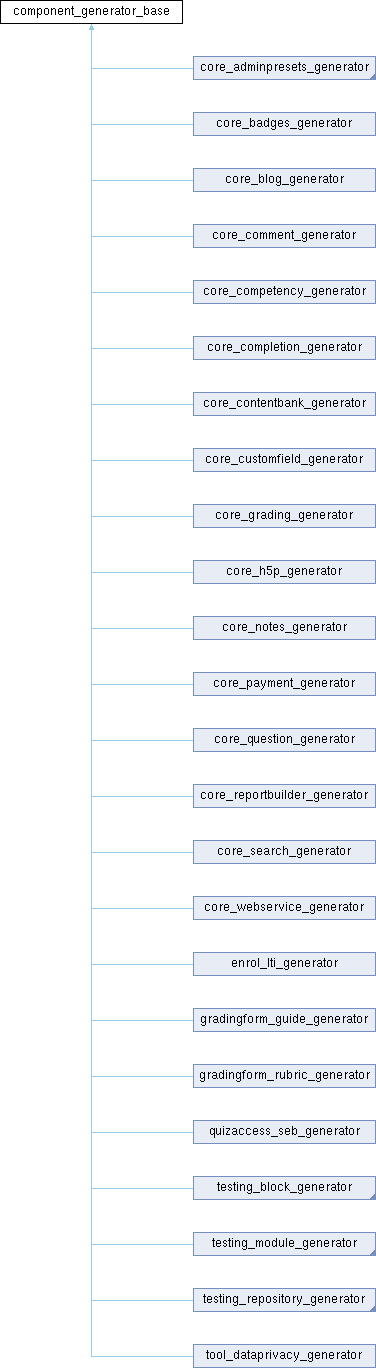 component_generator_base
core_adminpresets_generator
core_badges_generator
core_blog_generator
core_comment_generator
core_competency_generator
core_completion_generator
core_contentbank_generator
core_customfield_generator
core_grading_generator
core_h5p_generator
core_notes_generator
core_payment_generator
core_question_generator
core_reportbuilder_generator
core_search_generator
core_webservice_generator
enrol_lti_generator
gradingform_guide_generator
gradingform_rubric_generator
quizaccess_seb_generator
testing_block_generator
testing_module_generator
testing_repository_generator
tool_dataprivacy_generator